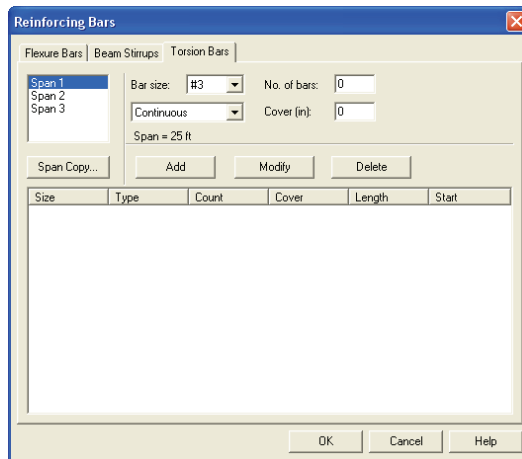 Reinforcing Bars
Flexure Bars Beam Stirrups Torsion Bars
Span 1
Span 2
Span 3
Bar size: #3 No. of bars: 0
Continuous Cover (in): 0
Span = 25 ft
Span Copy... Add Modify Delete
Size Type Count Cover Length Start
OK Cancel Help